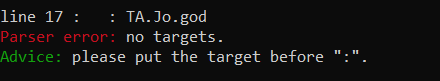 line 17 :   : TA.Jo.god
Parser error: no targets.
Advice: please put the target before ":".